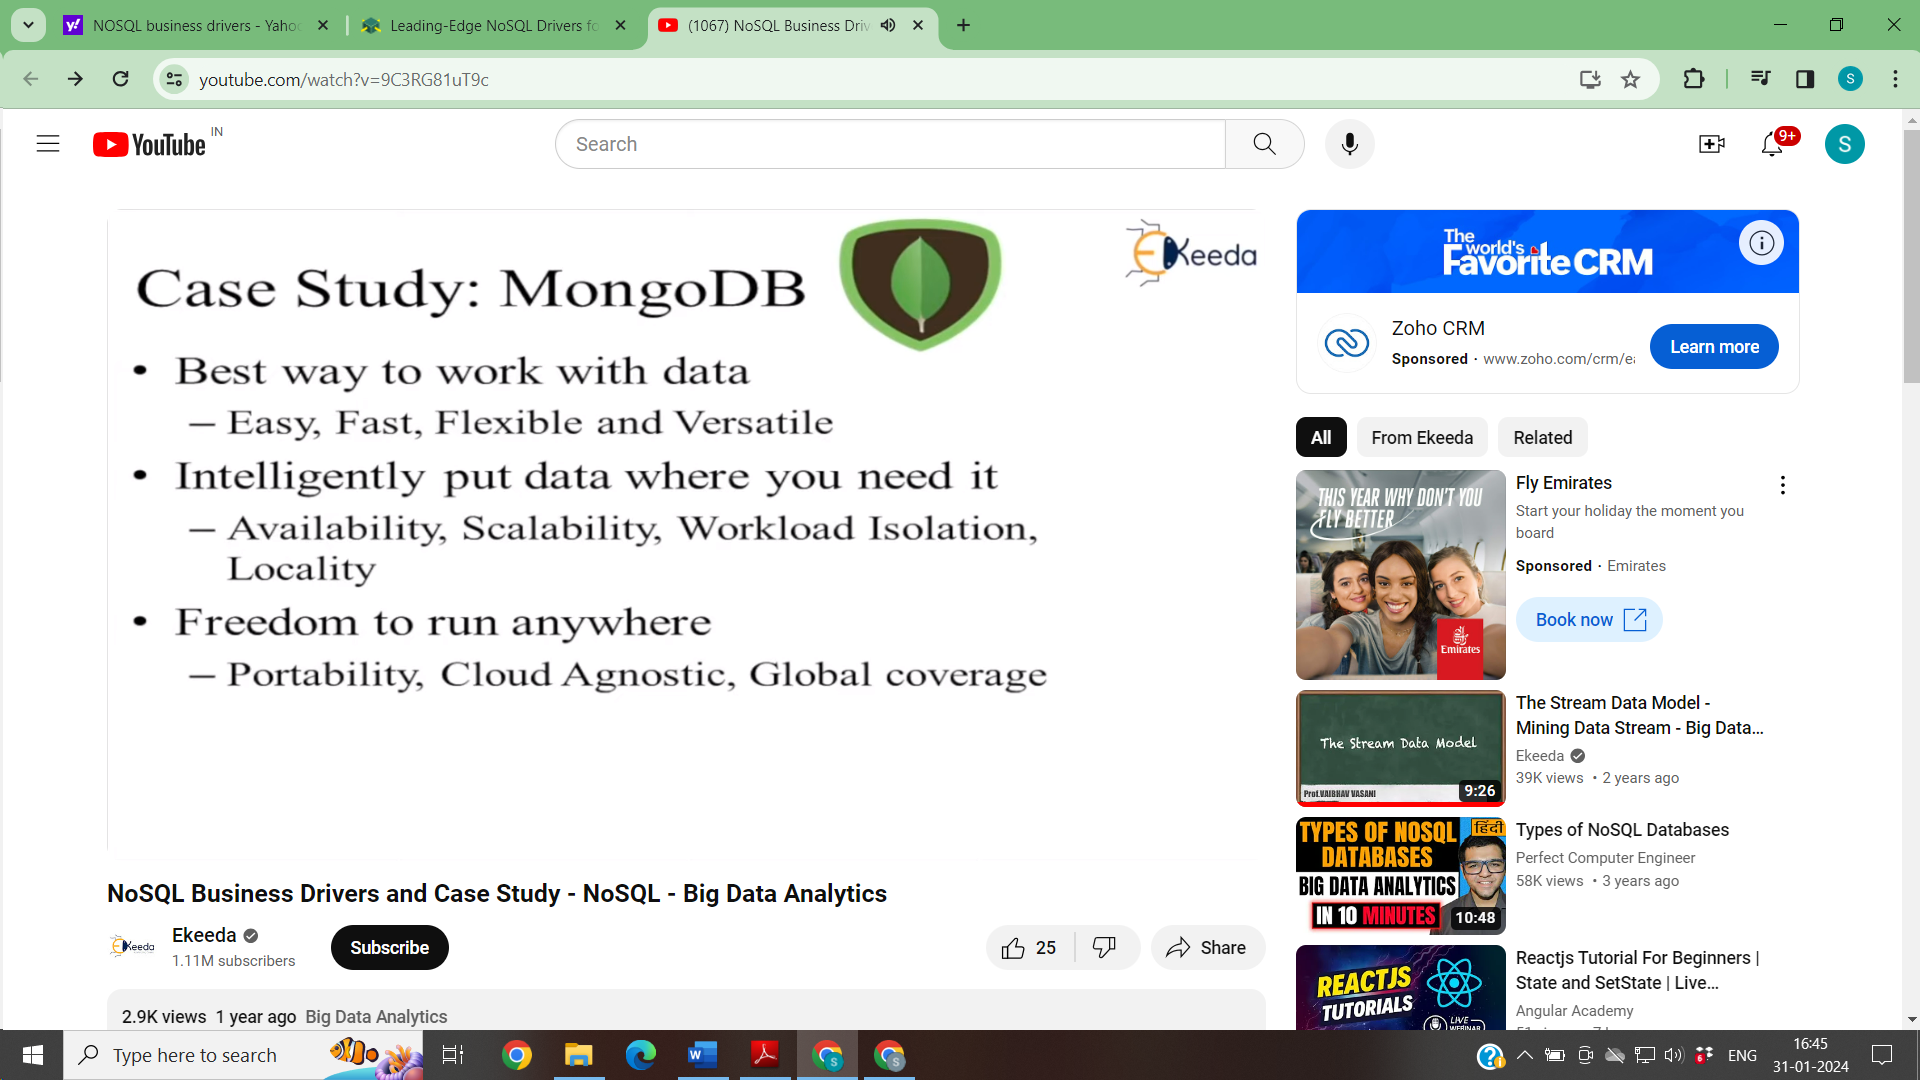 NOSQL business drivers - Yahoo
Leading-Edge NoSQL Drivers fo
(1067) NoSQL Business Driv
youtube.com/watch?v=9C3RG81uT9c
S
YouTube IN
Search
9+
S
Case Study: MongoDB
EKeeda
• Best way to work with data
– Easy, Fast, Flexible and Versatile
• Intelligently put data where you need it
– Availability, Scalability, Workload Isolation,
Locality
• Freedom to run anywhere
– Portability, Cloud Agnostic, Global coverage
NoSQL Business Drivers and Case Study - NoSQL - Big Data Analytics
EKeeda
Ekeeda
1.11M subscribers
Subscribe
25
Share
2.9K views 1 year ago Big Data Analytics
The world's
Favorite CRM
Zoho CRM
Sponsored · www.zoho.com/crm/ea
Learn more
All
From Ekeeda
Related
THIS YEAR WHY DON'T YOU
FLY BETTER
Emirates
Fly Emirates
Start your holiday the moment you
board
Sponsored · Emirates
Book now
The Stream Data Model
Prof.VAIBHAV VASANI
9:26
The Stream Data Model -
Mining Data Stream - Big Data...
Ekeeda
39K views • 2 years ago
TYPES OF NOSQL
हिंदी
DATABASES
BIG DATA ANALYTICS
IN 10 MINUTES
10:48
Types of NoSQL Databases
Perfect Computer Engineer
58K views • 3 years ago
REACTJS
TUTORIALS
LIVE
WEBINAR
Reactjs Tutorial For Beginners |
State and SetState | Live...
Angular Academy
Type here to search
ENG
16:45
31-01-2024